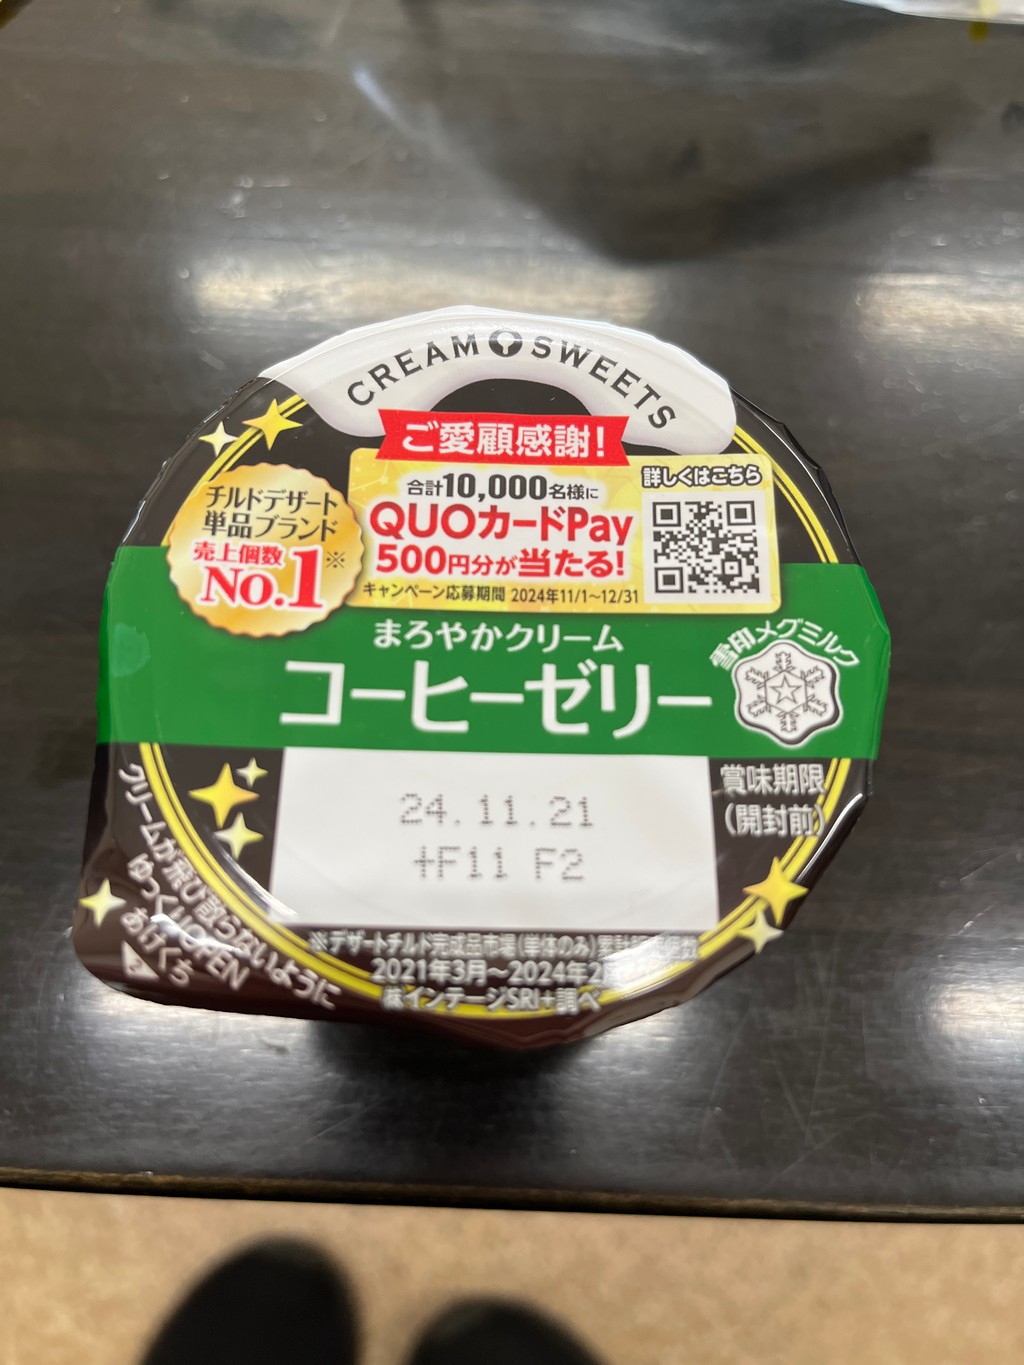 CREAM SWEETS
ご愛顧感謝!
合計10,000名様に
QUOカードPay
500円分が当たる!
キャンペーン応募期間 2024年11/1~12/31
詳しくはこちら
チルドデザート
単品ブランド
売上個数※
No.1
まろやかクリーム
コーヒーゼリー
雪印メグミルク
24.11.21
+F11 F2
賞味期限
(開封前)
クリームが飛び散らないように
ゆっくりOPEN
あけくち
※デザートチルド完成品市場(単体のみ)累計
2021年3月~2024年2
㈱インテージSRI+調べ